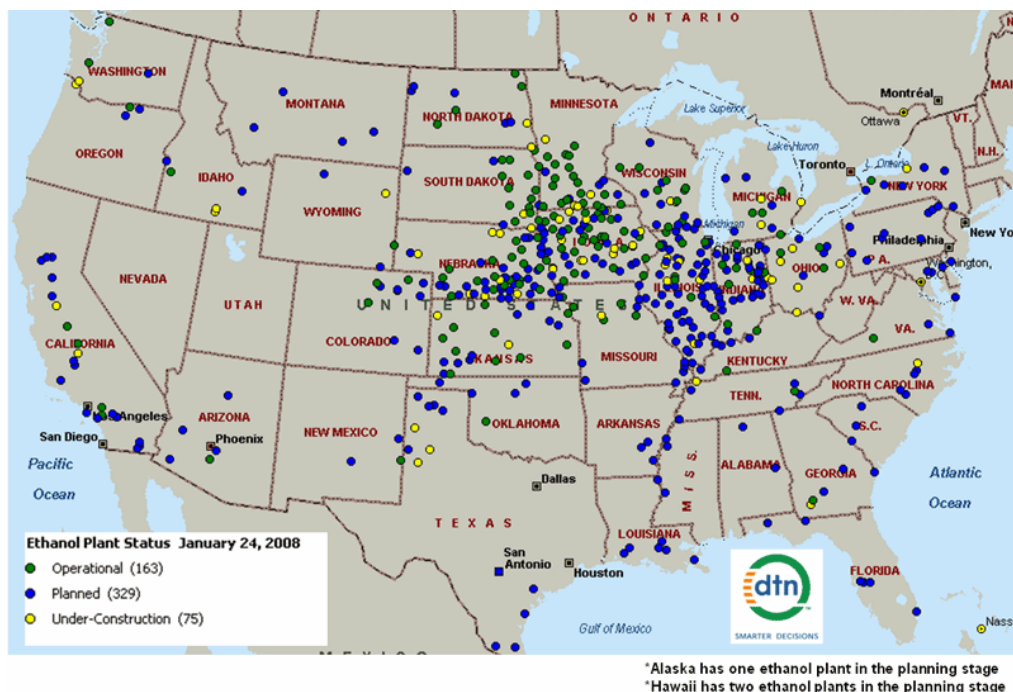 ONTARIO
WASHINGTON
MONTANA
NORTH DAKOTA
MINNESOTA
Lake Superior
Montréal
Ottawa
MAI
VT.
N.H.
OREGON
IDAHO
SOUTH DAKOTA
WISCONSIN
Lake Huron
Toronto
L. Ontario
NEW YORK
MICHIGAN
WYOMING
Michigan
Chicago
New Yo
Philadelphia
PA.
Washington,
NEVADA
UTAH
NEBRASKA
OHIO
ILLINOIS
INDIANA
UNITED STATES
W. VA.
VA.
CALIFORNIA
COLORADO
KANSAS
MISSOURI
KENTUCKY
NORTH CAROLINA
TENN.
Los Angeles
ARIZONA
Phoenix
NEW MEXICO
OKLAHOMA
ARKANSAS
S.C.
San Diego
MISS.
ALABAMA
GEORGIA
Pacific
Ocean
Atlantic
Ocean
Dallas
TEXAS
LOUISIANA
San
Antonio
Houston
FLORIDA
Gulf of Mexico
Nass
Ethanol Plant Status January 24, 2008
Operational (163)
Planned (329)
Under-Construction (75)
dtn
SMARTER DECISIONS
*Alaska has one ethanol plant in the planning stage
*Hawaii has two ethanol plants in the planning stage